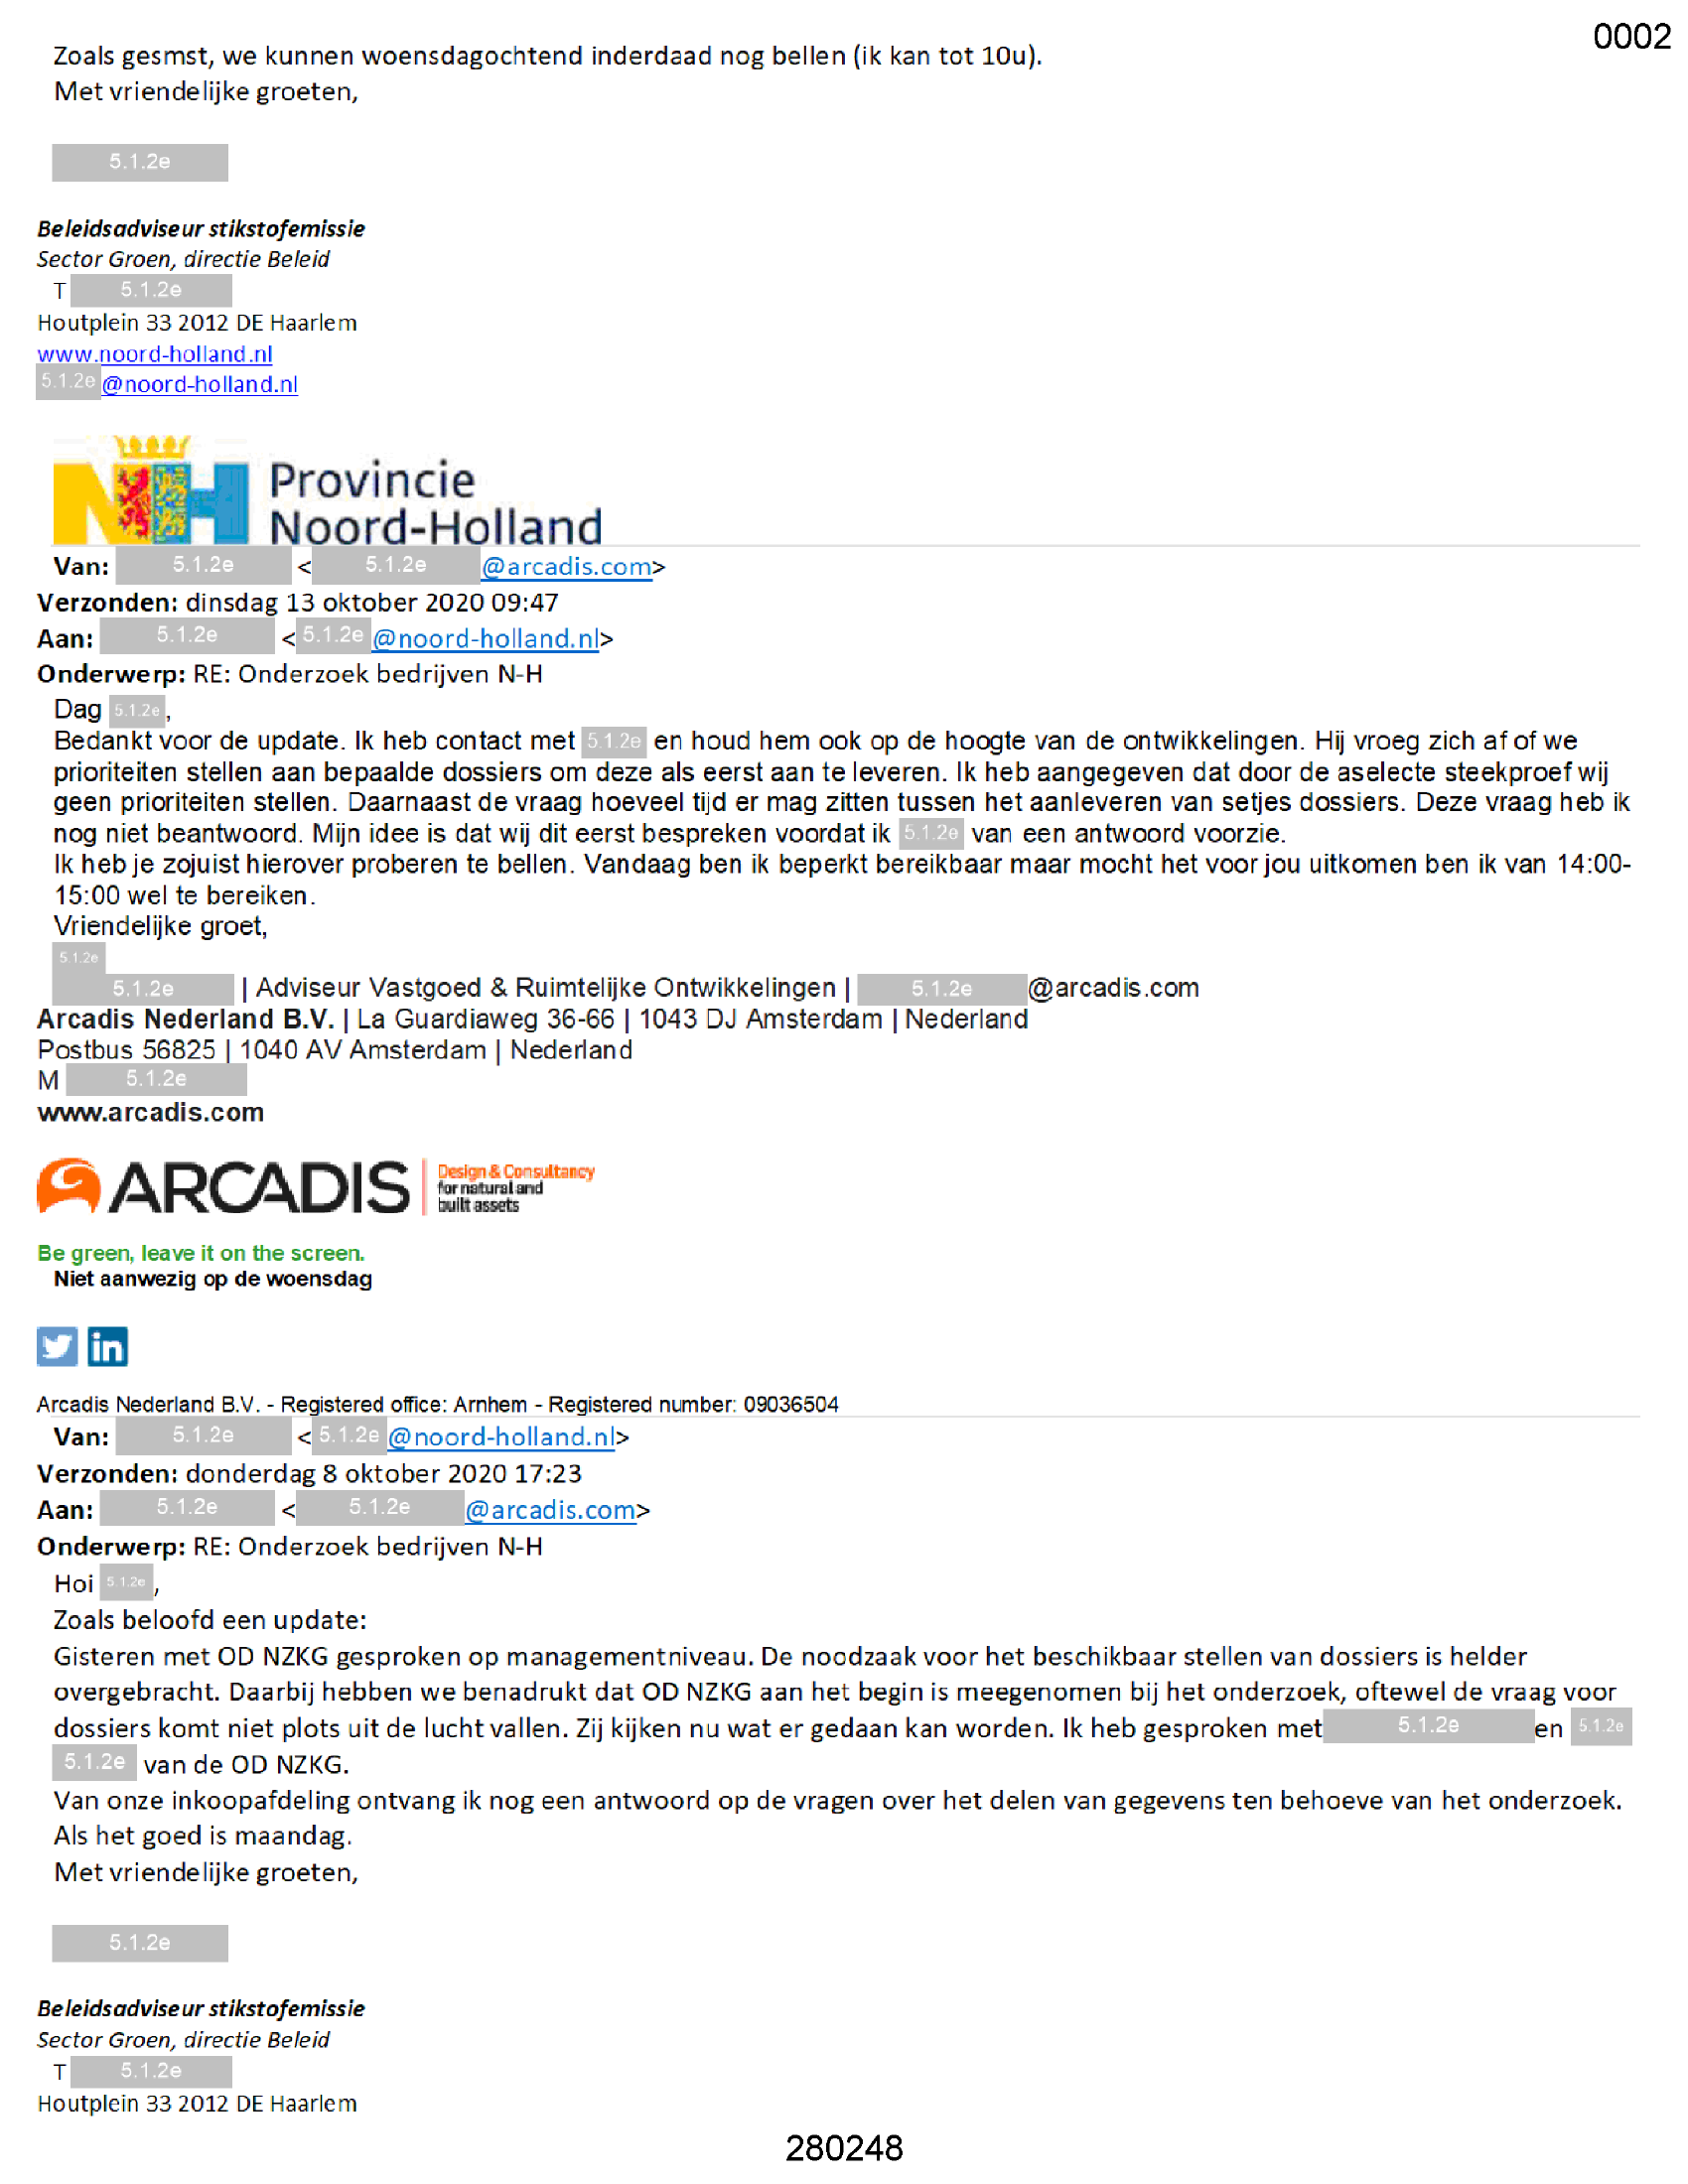 0002
Zoals gesmst, we kunnen woensdagochtend inderdaad nog bellen (ik kan tot 10u).
Met vriendelijke groeten,
5.1.2e
Beleidsadviseur stikstofemissie
Sector Groen, directie Beleid
T 5.1.2e
Houtplein 33 2012 DE Haarlem
www.noord-holland.nl
5.1.2e @noord-holland.nl
NH Provincie
Noord-Holland
Van: 5.1.2e < 5.1.2e @arcadis.com>
Verzonden: dinsdag 13 oktober 2020 09:47
Aan: 5.1.2e < 5.1.2e @noord-holland.nl>
Onderwerp: RE: Onderzoek bedrijven N-H
Dag 5.1.2e,
Bedankt voor de update. Ik heb contact met 5.1.2e en houd hem ook op de hoogte van de ontwikkelingen. Hij vroeg zich af of we
prioriteiten stellen aan bepaalde dossiers om deze als eerst aan te leveren. Ik heb aangegeven dat door de aselecte steekproef wij
geen prioriteiten stellen. Daarnaast de vraag hoeveel tijd er mag zitten tussen het aanleveren van setjes dossiers. Deze vraag heb ik
nog niet beantwoord. Mijn idee is dat wij dit eerst bespreken voordat ik 5.1.2e van een antwoord voorzie.
Ik heb je zojuist hierover proberen te bellen. Vandaag ben ik beperkt bereikbaar maar mocht het voor jou uitkomen ben ik van 14:00-
15:00 wel te bereiken.
Vriendelijke groet,
5.1.2e
5.1.2e | Adviseur Vastgoed & Ruimtelijke Ontwikkelingen | 5.1.2e @arcadis.com
Arcadis Nederland B.V. | La Guardiaweg 36-66 | 1043 DJ Amsterdam | Nederland
Postbus 56825 | 1040 AV Amsterdam | Nederland
M 5.1.2e
www.arcadis.com
ARCADIS Design & Consultancy
for natural and
built assets
Be green, leave it on the screen.
Niet aanwezig op de woensdag
in
Arcadis Nederland B.V. - Registered office: Arnhem - Registered number: 09036504
Van: 5.1.2e < 5.1.2e @noord-holland.nl>
Verzonden: donderdag 8 oktober 2020 17:23
Aan: 5.1.2e < 5.1.2e @arcadis.com>
Onderwerp: RE: Onderzoek bedrijven N-H
Hoi 5.1.2e,
Zoals beloofd een update:
Gisteren met OD NZKG gesproken op managementniveau. De noodzaak voor het beschikbaar stellen van dossiers is helder
overgebracht. Daarbij hebben we benadrukt dat OD NZKG aan het begin is meegenomen bij het onderzoek, oftewel de vraag voor
dossiers komt niet plots uit de lucht vallen. Zij kijken nu wat er gedaan kan worden. Ik heb gesproken met 5.1.2e en 5.1.2e
5.1.2e van de OD NZKG.
Van onze inkoopafdeling ontvang ik nog een antwoord op de vragen over het delen van gegevens ten behoeve van het onderzoek.
Als het goed is maandag.
Met vriendelijke groeten,
5.1.2e
Beleidsadviseur stikstofemissie
Sector Groen, directie Beleid
T 5.1.2e
Houtplein 33 2012 DE Haarlem
280248